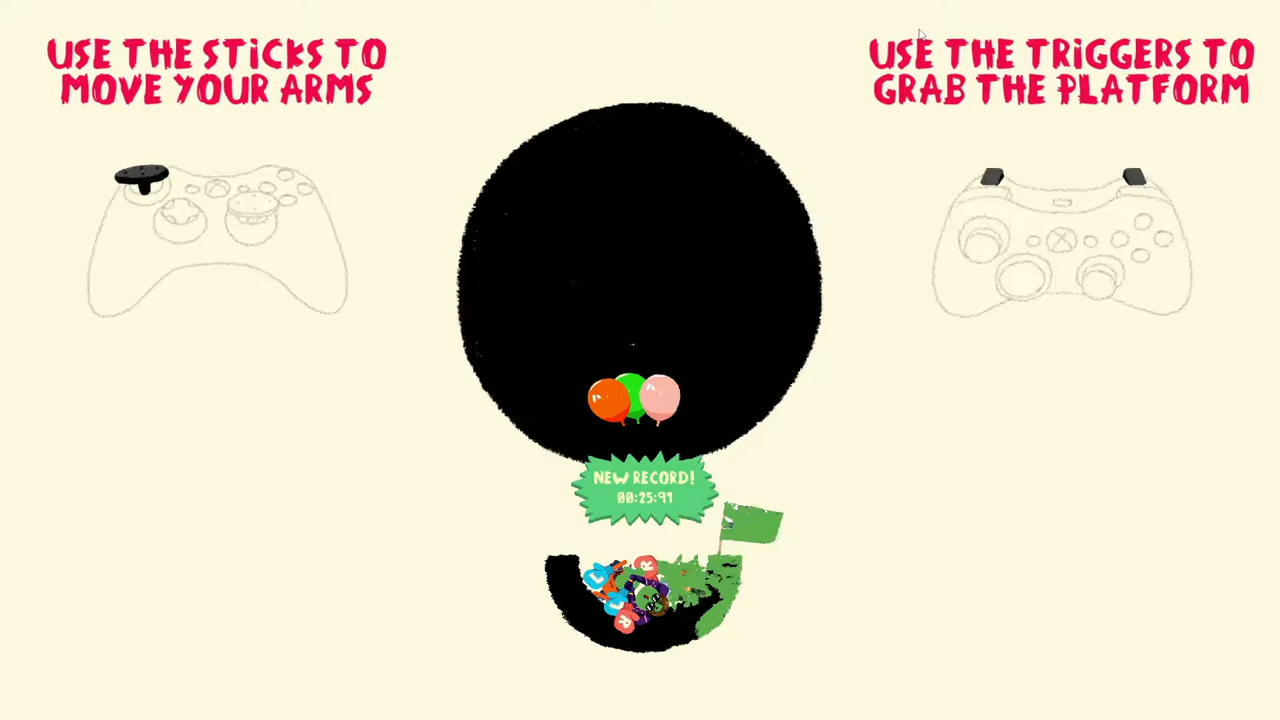 USE THE STICKS TO
MOVE YOUR ARMS
USE THE TRIGGERS TO
GRAB THE PLATFORM
NEW RECORD!
00:25:91
L
R
L
R